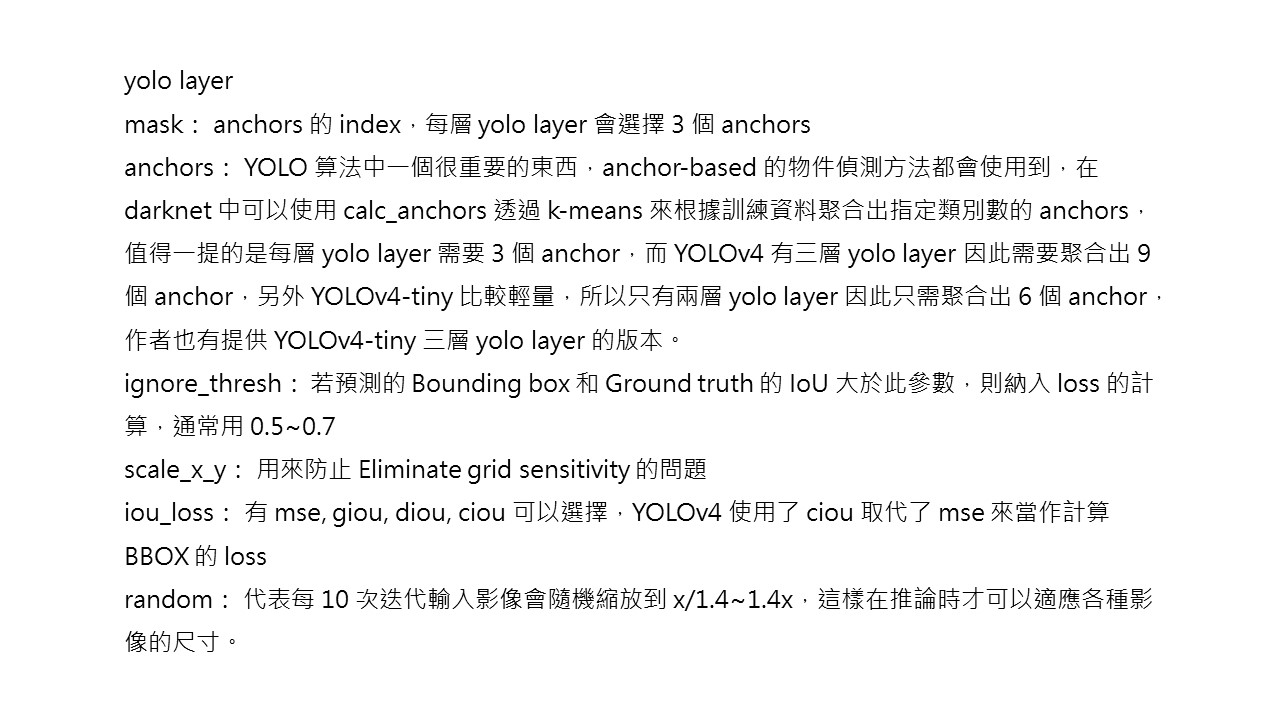 yolo layer
mask： anchors 的 index，每層 yolo layer 會選擇 3 個 anchors
anchors： YOLO 算法中一個很重要的東西，anchor-based 的物件偵測方法都會使用到，在
darknet 中可以使用 calc_anchors 透過 k-means 來根據訓練資料聚合出指定類別數的 anchors，
值得一提的是每層 yolo layer 需要 3 個 anchor，而 YOLOv4 有三層 yolo layer 因此需要聚合出 9
個 anchor，另外 YOLOv4-tiny 比較輕量，所以只有兩層 yolo layer 因此只需聚合出 6 個 anchor，
作者也有提供 YOLOv4-tiny 三層 yolo layer 的版本。
ignore_thresh： 若預測的 Bounding box 和 Ground truth 的 IoU 大於此參數，則納入 loss 的計
算，通常用 0.5~0.7
scale_x_y： 用來防止 Eliminate grid sensitivity 的問題
iou_loss： 有 mse, giou, diou, ciou 可以選擇，YOLOv4 使用了 ciou 取代了 mse 來當作計算
BBOX 的 loss
random： 代表每 10 次迭代輸入影像會隨機縮放到 x/1.4~1.4x，這樣在推論時才可以適應各種影
像的尺寸。